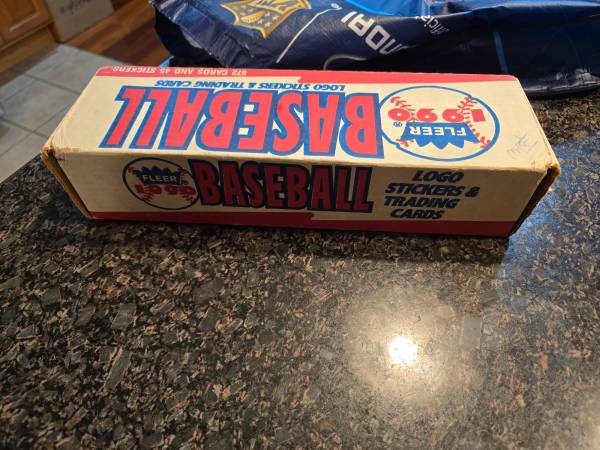 672 CARDS AND 45 STICKERS
LOGO STICKERS & TRADING CARDS
BASEBALL
FLEER
1990
®
FLEER
1990
BASEBALL
LOGO
STICKERS &
TRADING
CARDS